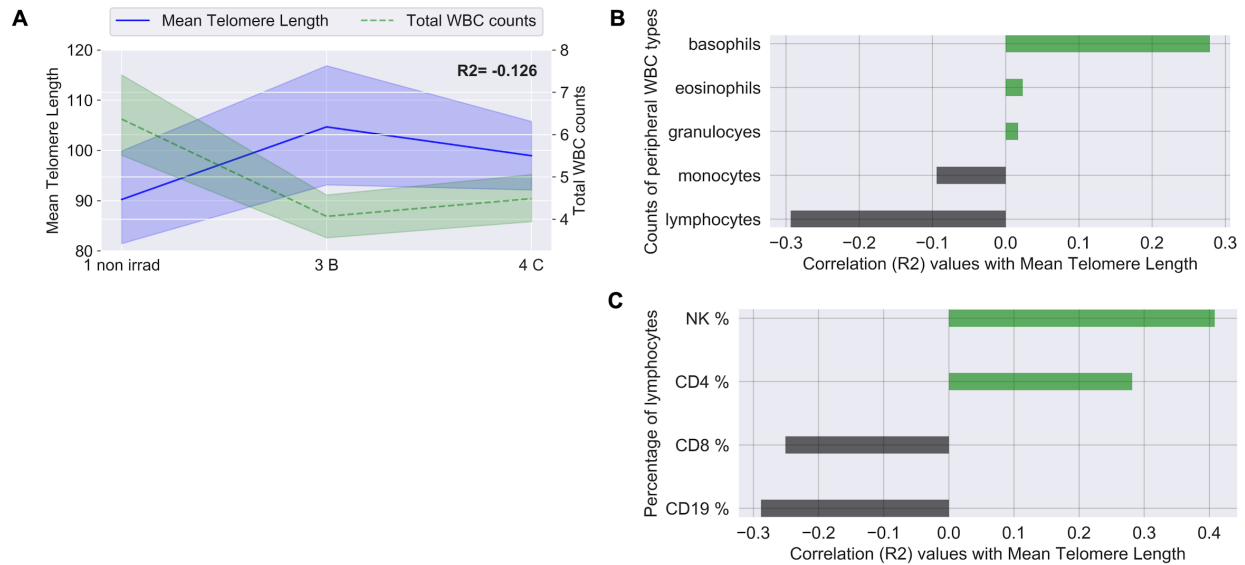 A
Mean Telomere Length
Total WBC counts
R2= -0.126
120
110
100
90
80
Mean Telomere Length
8
7
6
5
4
Total WBC counts
1 non irrad
3 B
4 C
B
Counts of peripheral WBC types
basophils
eosinophils
granulocyes
monocytes
lymphocytes
−0.3 −0.2 −0.1 0.0 0.1 0.2 0.3
Correlation (R2) values with Mean Telomere Length
C
Percentage of lymphocytes
NK %
CD4 %
CD8 %
CD19 %
−0.3 −0.2 −0.1 0.0 0.1 0.2 0.3 0.4
Correlation (R2) values with Mean Telomere Length